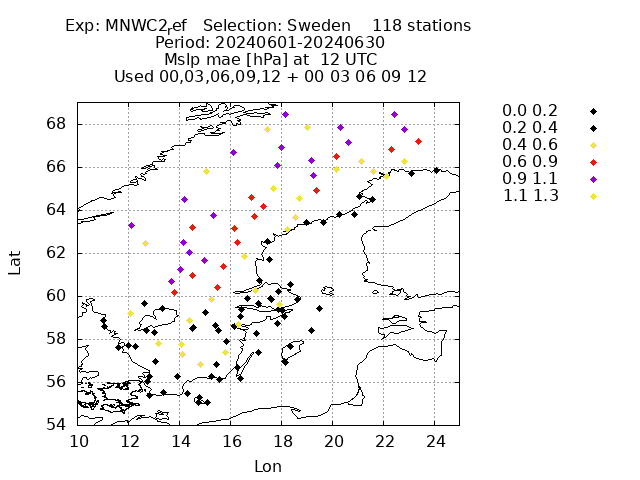 Exp: MNWC2ref Selection: Sweden 118 stations
Period: 20240601-20240630
Mslp mae [hPa] at 12 UTC
Used 00,03,06,09,12 + 00 03 06 09 12
0.0 0.2
0.2 0.4
0.4 0.6
0.6 0.9
0.9 1.1
1.1 1.3
68
66
64
62
60
58
56
54
Lat
10 12 14 16 18 20 22 24
Lon